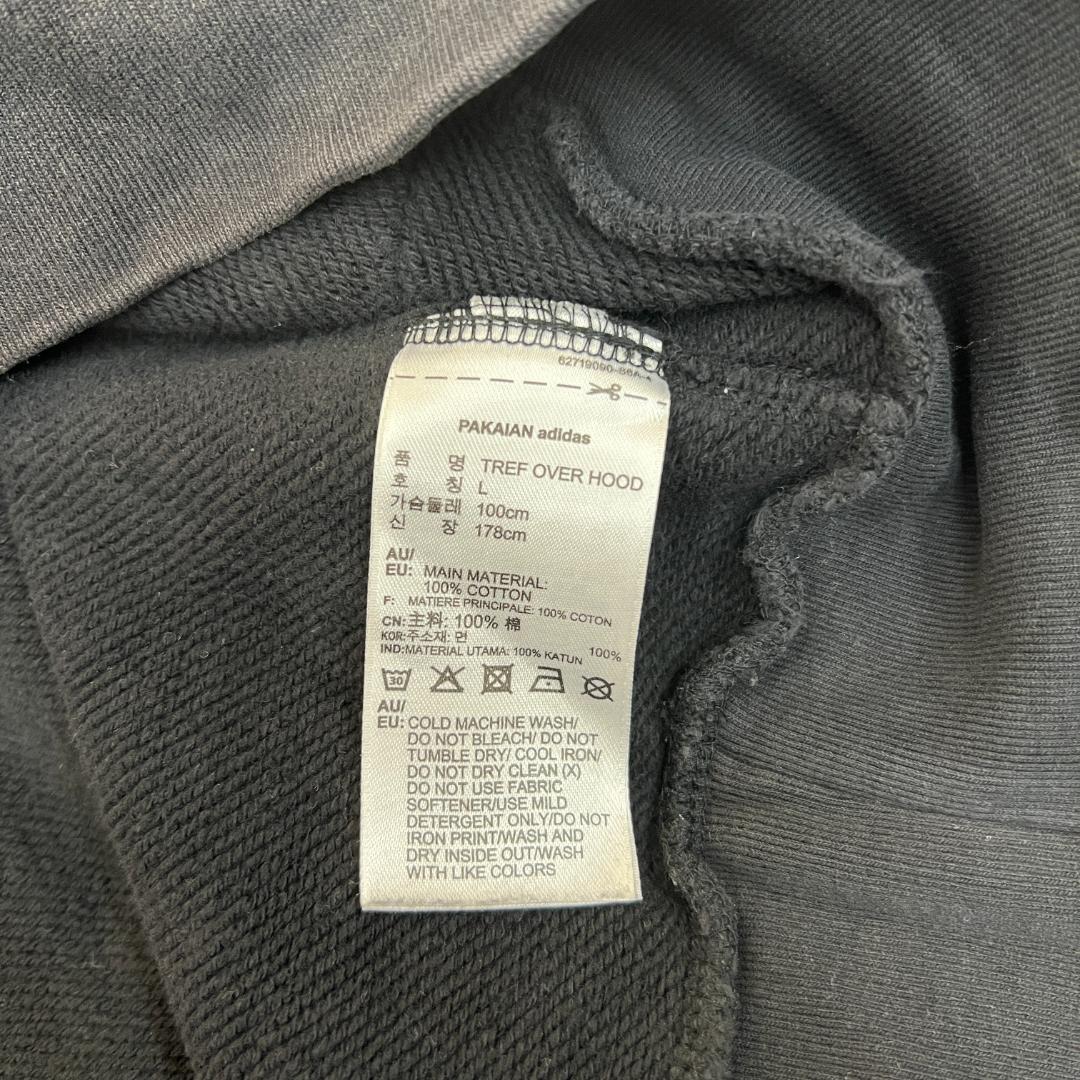 PAKAIAN adidas
품 명 TREF OVER HOOD
호 칭 L
가슴둘레 100cm
신 장 178cm
AU/
EU: MAIN MATERIAL:
100% COTTON
F: MATIERE PRINCIPALE: 100% COTON
CN: 主料: 100% 棉
KOR: 주소재: 면 100%
IND: MATERIAL UTAMA: 100% KATUN
30
AU/
EU: COLD MACHINE WASH/
DO NOT BLEACH/ DO NOT
TUMBLE DRY/ COOL IRON/
DO NOT DRY CLEAN (X)
DO NOT USE FABRIC
SOFTENER/USE MILD
DETERGENT ONLY/DO NOT
IRON PRINT/WASH AND
DRY INSIDE OUT/WASH
WITH LIKE COLORS